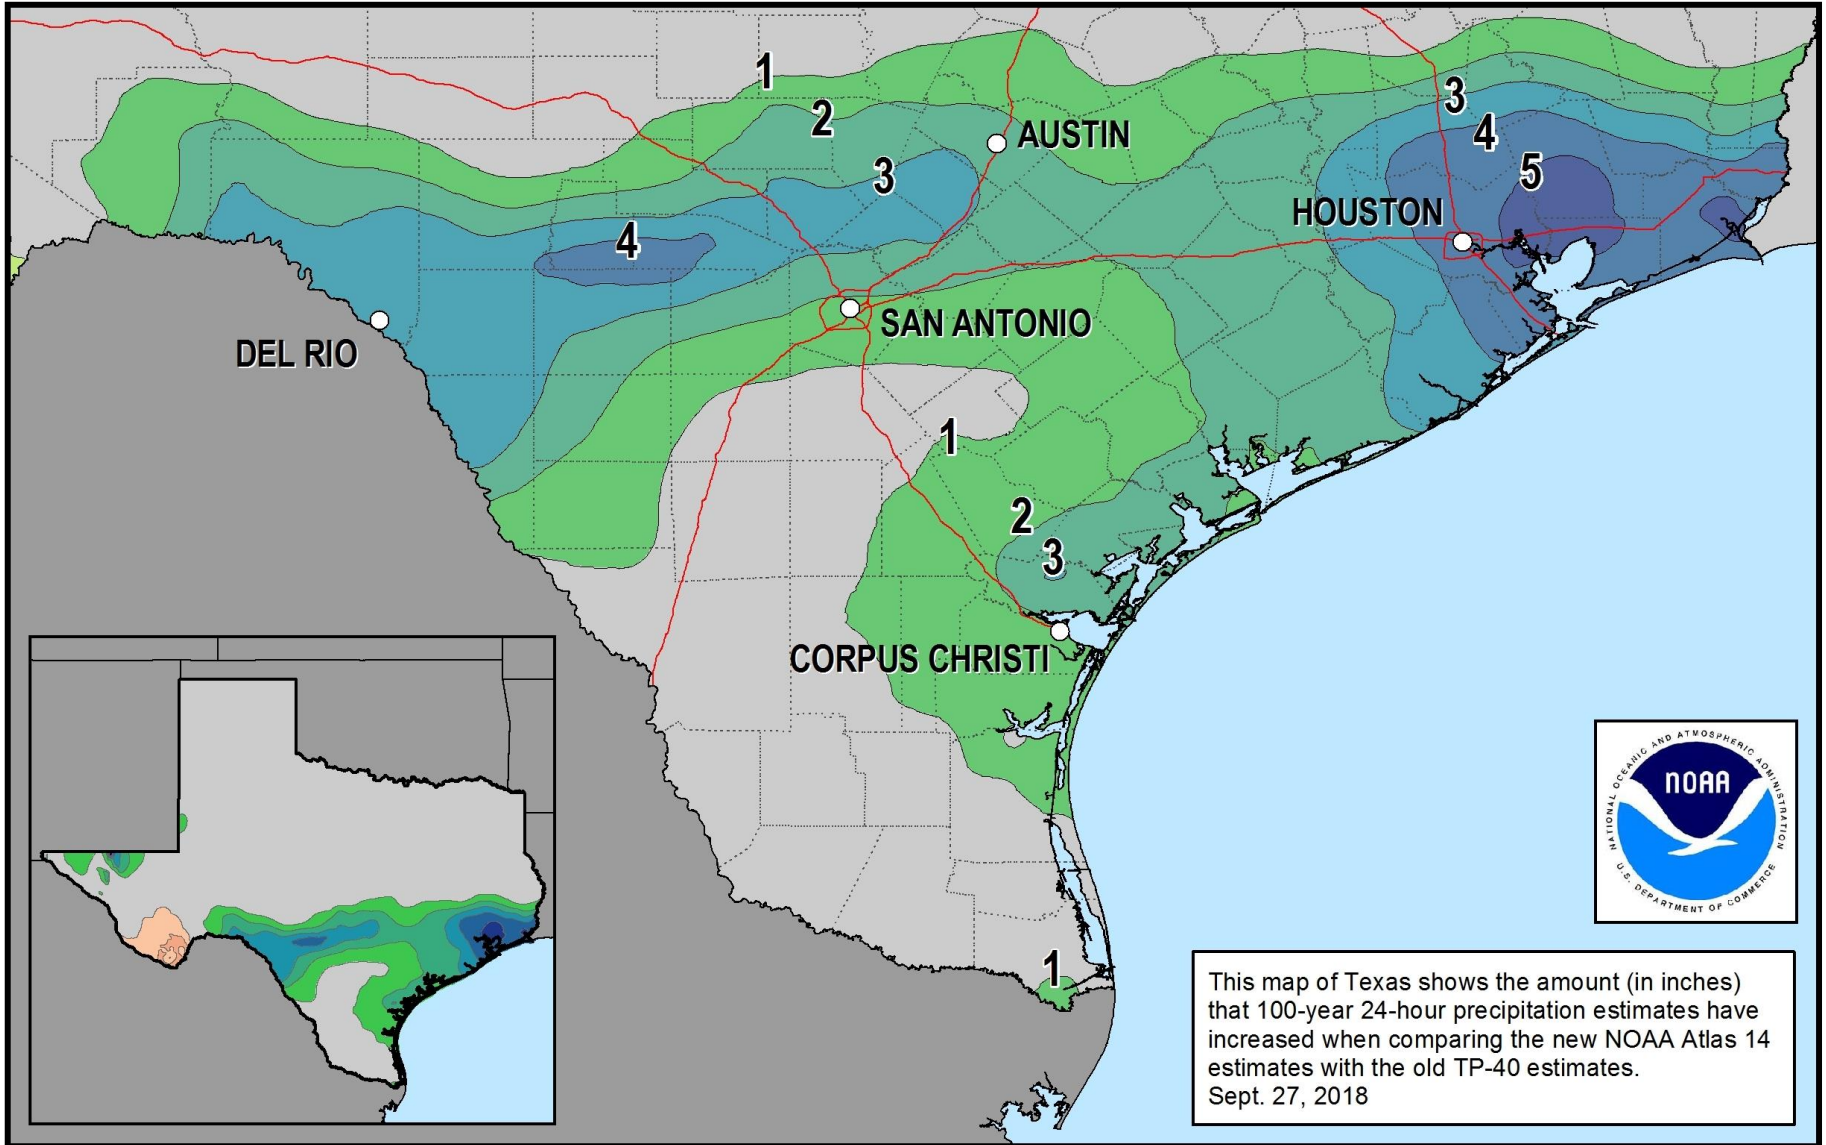 1
2
3
AUSTIN
3
4
5
HOUSTON
4
SAN ANTONIO
DEL RIO
1
2
3
CORPUS CHRISTI
1
NATIONAL OCEANIC AND ATMOSPHERIC ADMINISTRATION
NOAA
U.S. DEPARTMENT OF COMMERCE
This map of Texas shows the amount (in inches)
that 100-year 24-hour precipitation estimates have
increased when comparing the new NOAA Atlas 14
estimates with the old TP-40 estimates.
Sept. 27, 2018